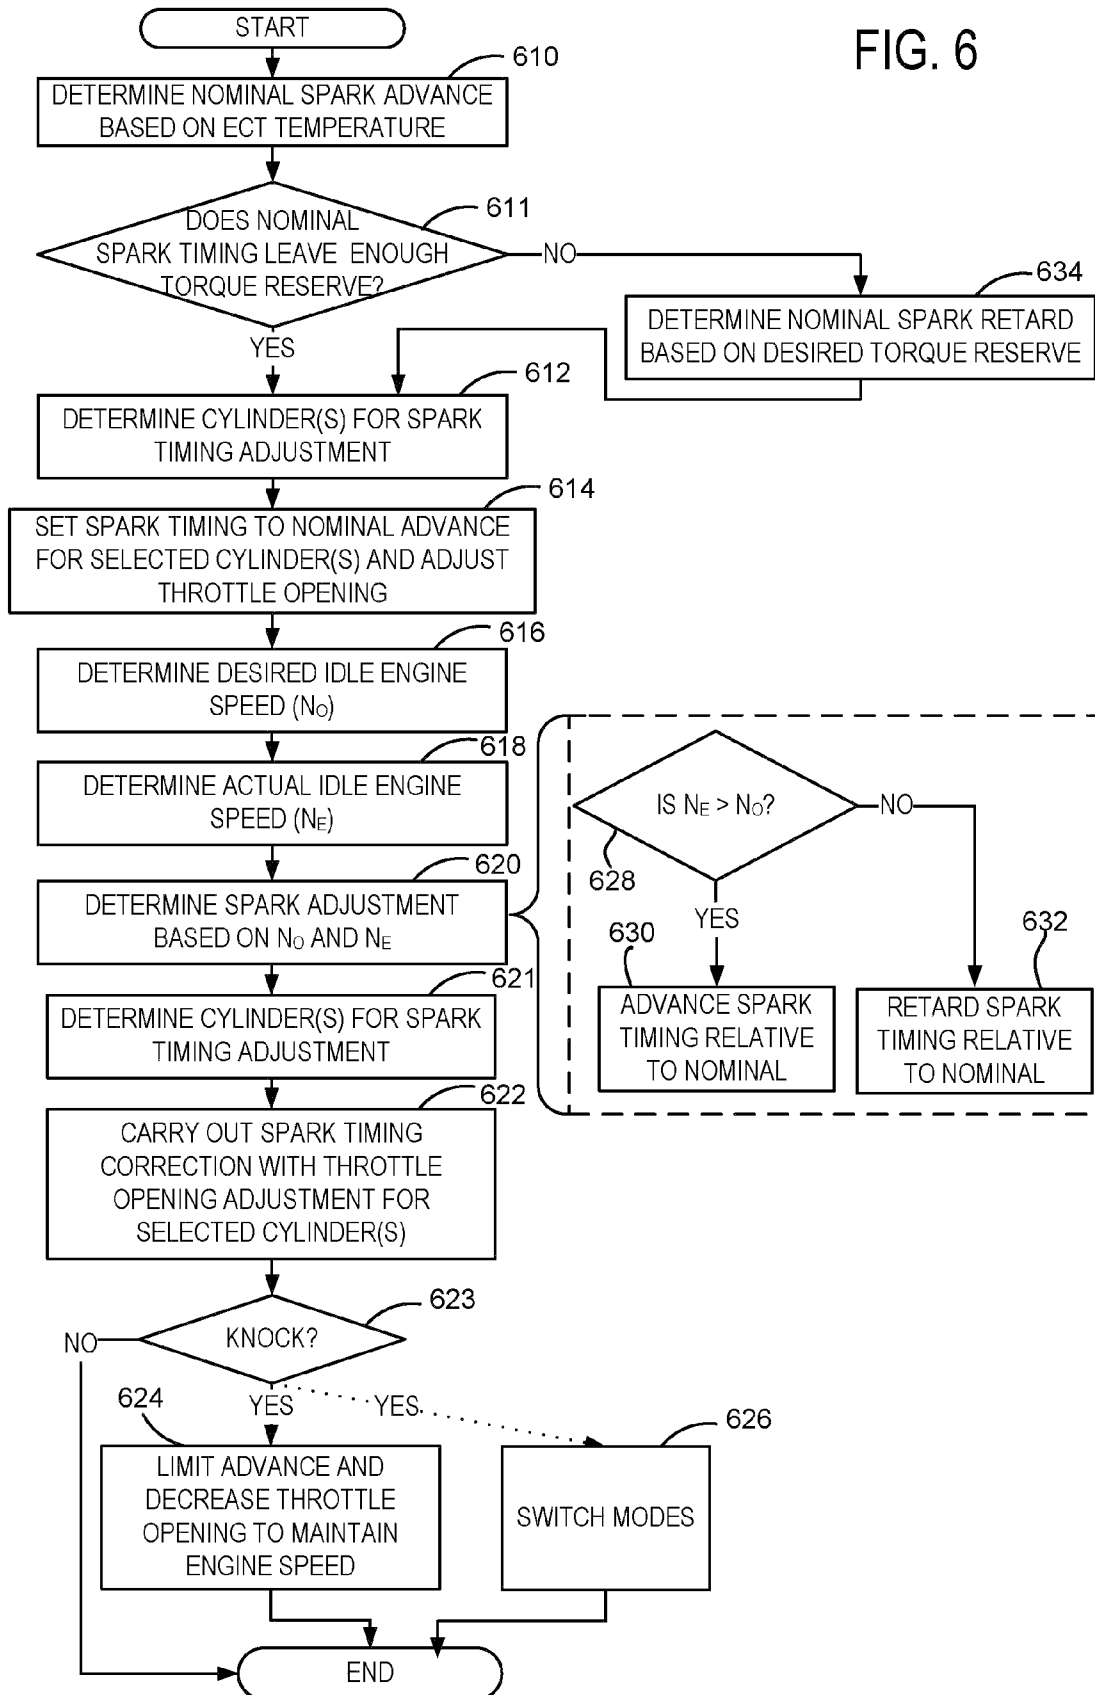 START
FIG. 6
610
DETERMINE NOMINAL SPARK ADVANCE
BASED ON ECT TEMPERATURE
611
DOES NOMINAL
SPARK TIMING LEAVE ENOUGH
TORQUE RESERVE?
NO
634
DETERMINE NOMINAL SPARK RETARD
BASED ON DESIRED TORQUE RESERVE
YES
612
DETERMINE CYLINDER(S) FOR SPARK
TIMING ADJUSTMENT
614
SET SPARK TIMING TO NOMINAL ADVANCE
FOR SELECTED CYLINDER(S) AND ADJUST
THROTTLE OPENING
616
DETERMINE DESIRED IDLE ENGINE
SPEED (NO)
618
DETERMINE ACTUAL IDLE ENGINE
SPEED (NE)
620
DETERMINE SPARK ADJUSTMENT
BASED ON NO AND NE
IS NE > NO?
NO
628
YES
630
ADVANCE SPARK
TIMING RELATIVE
TO NOMINAL
632
RETARD SPARK
TIMING RELATIVE
TO NOMINAL
621
DETERMINE CYLINDER(S) FOR SPARK
TIMING ADJUSTMENT
622
CARRY OUT SPARK TIMING
CORRECTION WITH THROTTLE
OPENING ADJUSTMENT FOR
SELECTED CYLINDER(S)
623
KNOCK?
NO
YES
YES
624
LIMIT ADVANCE AND
DECREASE THROTTLE
OPENING TO MAINTAIN
ENGINE SPEED
626
SWITCH MODES
END